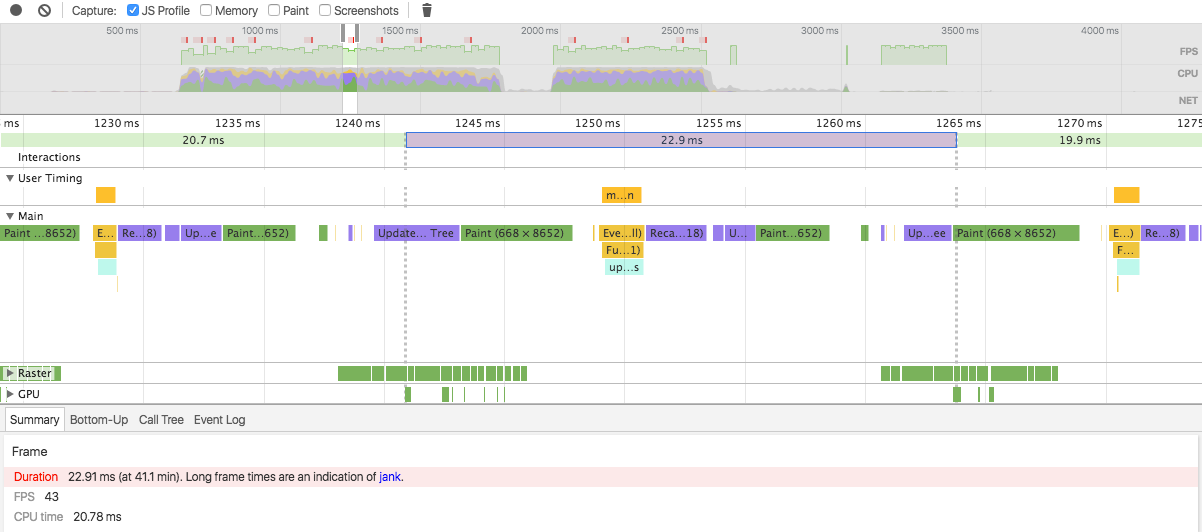 Capture: JS Profile Memory Paint Screenshots
500 ms 1000 ms 1500 ms 2000 ms 2500 ms 3000 ms 3500 ms 4000 ms
FPS
CPU
NET
ms 1230 ms 1235 ms 1240 ms 1245 ms 1250 ms 1255 ms 1260 ms 1265 ms 1270 ms 1275
20.7 ms 22.9 ms 19.9 ms
Interactions
User Timing
m…n
Main
Paint …8652) E… Re…8) Up…e Paint…652) Update… Tree Paint (668 × 8652) Eve…ll) Reca…18) U… Paint…652) Up…ee Paint (668 × 8652) E…) Re…8)
Fu…1) F…
up…s
Raster
GPU
Summary Bottom-Up Call Tree Event Log
Frame
Duration 22.91 ms (at 41.1 min). Long frame times are an indication of jank.
FPS 43
CPU time 20.78 ms